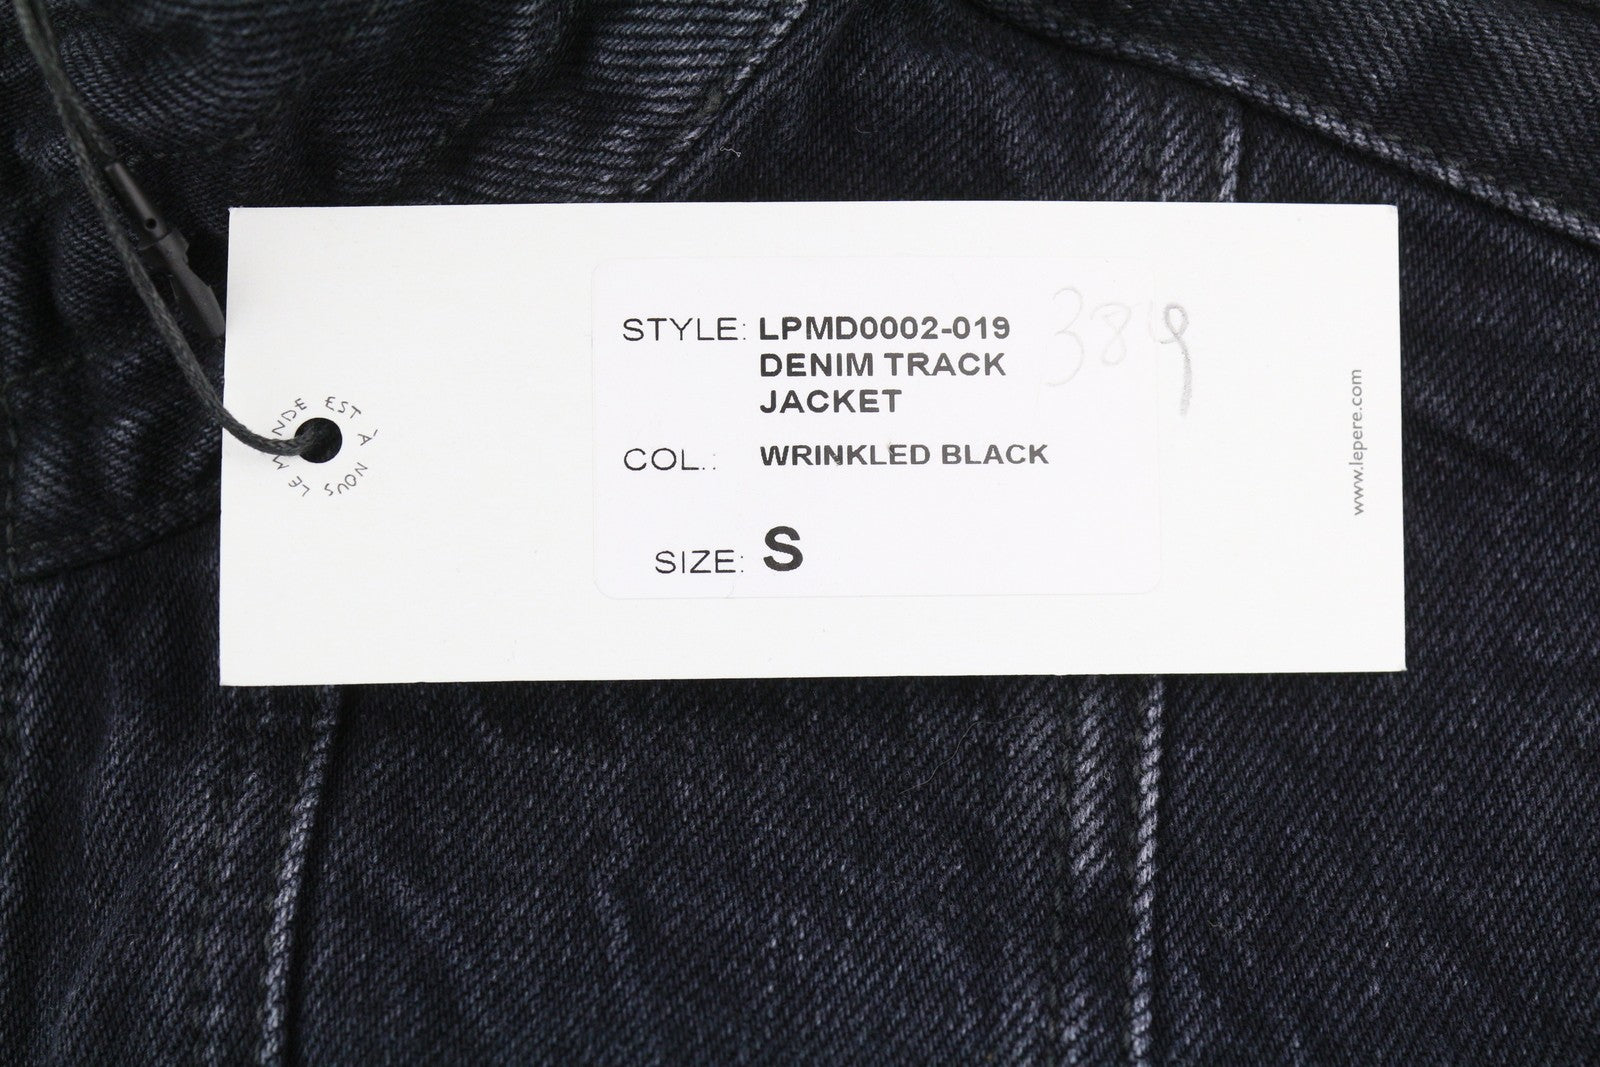 STYLE: LPMD0002-019
DENIM TRACK
JACKET
COL.: WRINKLED BLACK
SIZE: S
389
LE MONDE EST À NOUS
www.lepere.com